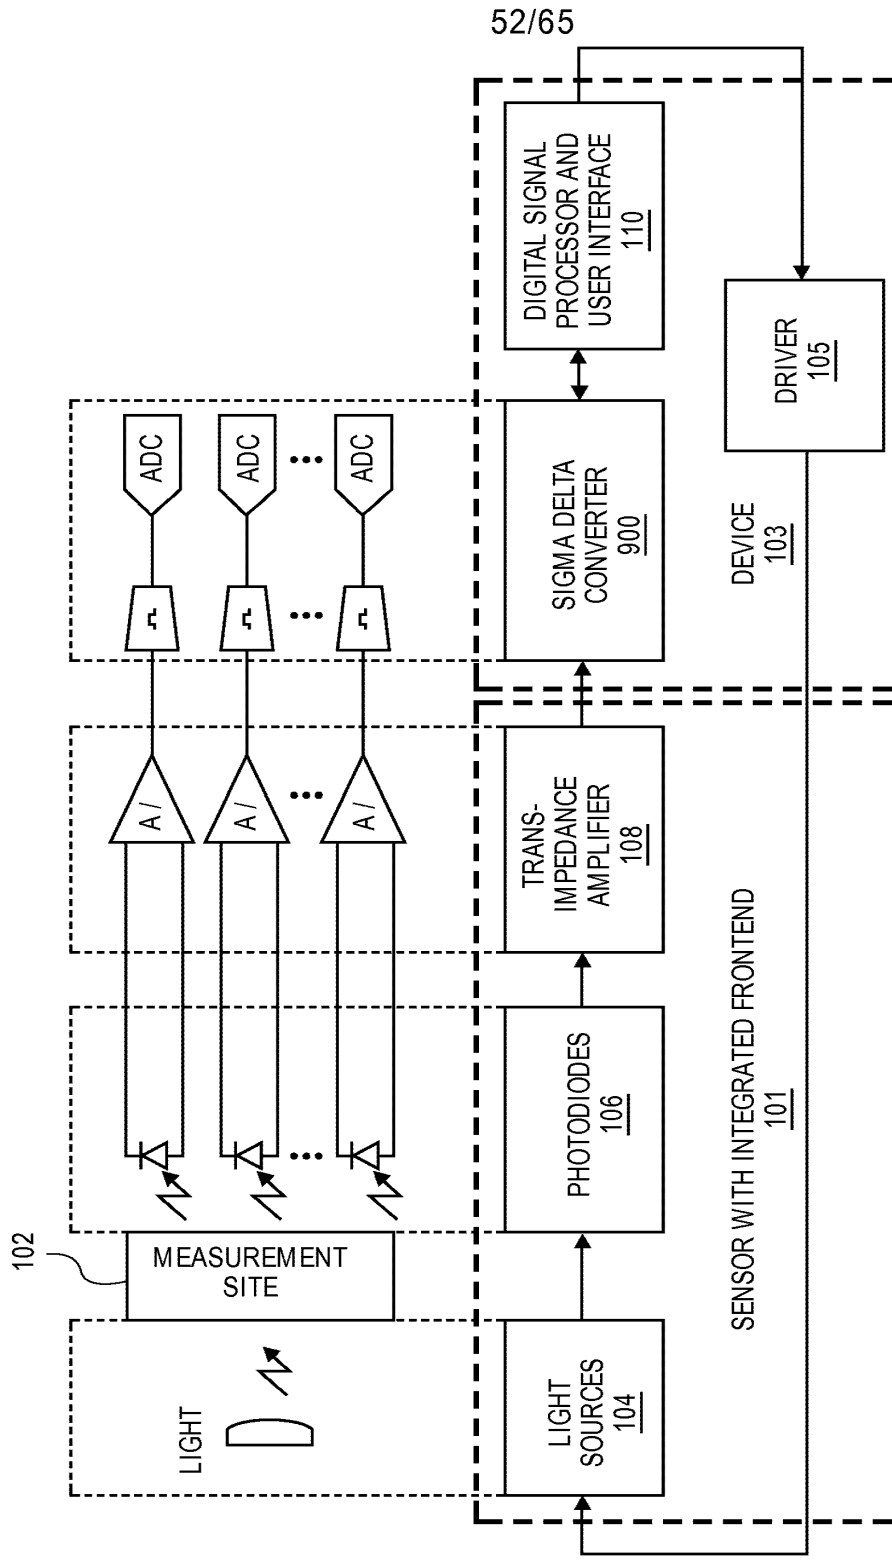 52/65
102
LIGHT
MEASUREMENT
SITE
A/
A/
A/
ADC
ADC
ADC
LIGHT
SOURCES
104
PHOTODIODES
106
TRANS-
IMPEDANCE
AMPLIFIER
108
SIGMA DELTA
CONVERTER
900
DIGITAL SIGNAL
PROCESSOR AND
USER INTERFACE
110
SENSOR WITH INTEGRATED FRONTEND
101
DEVICE
103
DRIVER
105